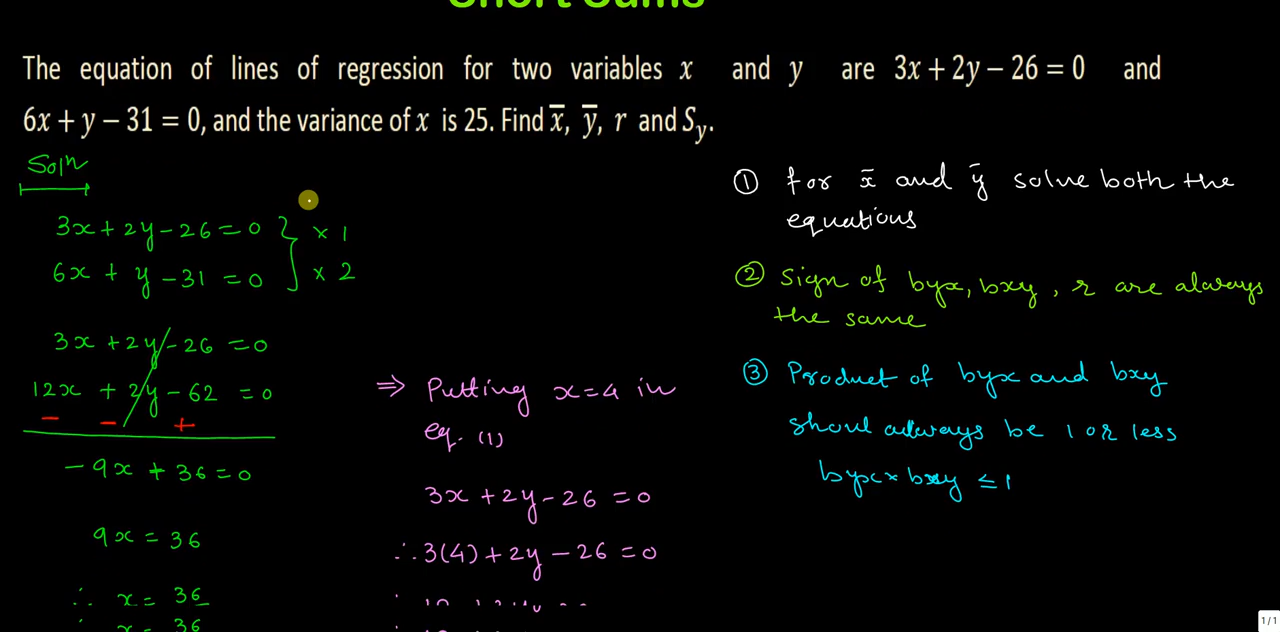 Short Sums
The equation of lines of regression for two variables x and y are 3x + 2y − 26 = 0 and
6x + y − 31 = 0, and the variance of x is 25. Find x̅, y̅, r and Sy.
Soln
3x + 2y − 26 = 0 } × 1
6x + y − 31 = 0 } × 2
3x + 2y − 26 = 0
12x + 2y − 62 = 0
− − +
− 9x + 36 = 0
9x = 36
∴ x = 36
∴ x = 36
⇒ Putting x = 4 in
eq. (1)
3x + 2y − 26 = 0
∴ 3(4) + 2y − 26 = 0
① For x̅ and y̅ solve both the
equations
② Sign of byx, bxy, r are always
the same
③ Product of byx and bxy
shoul always be 1 or less
byx × bxy ≤ 1
1/1